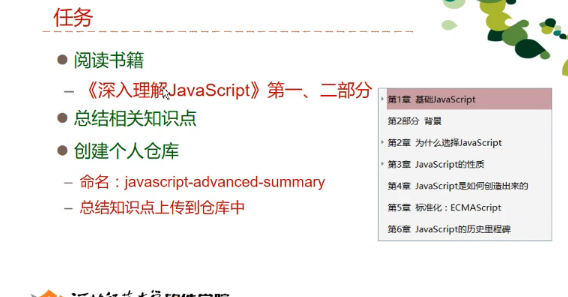 任务
阅读书籍
– 《深入理解JavaScript》第一、二部分
总结相关知识点
创建个人仓库
– 命名：javascript-advanced-summary
– 总结知识点上传到仓库中
第1章 基础JavaScript
第2部分 背景
第2章 为什么选择JavaScript
第3章 JavaScript的性质
第4章 JavaScript是如何创造出来的
第5章 标准化：ECMAScript
第6章 JavaScript的历史里程碑